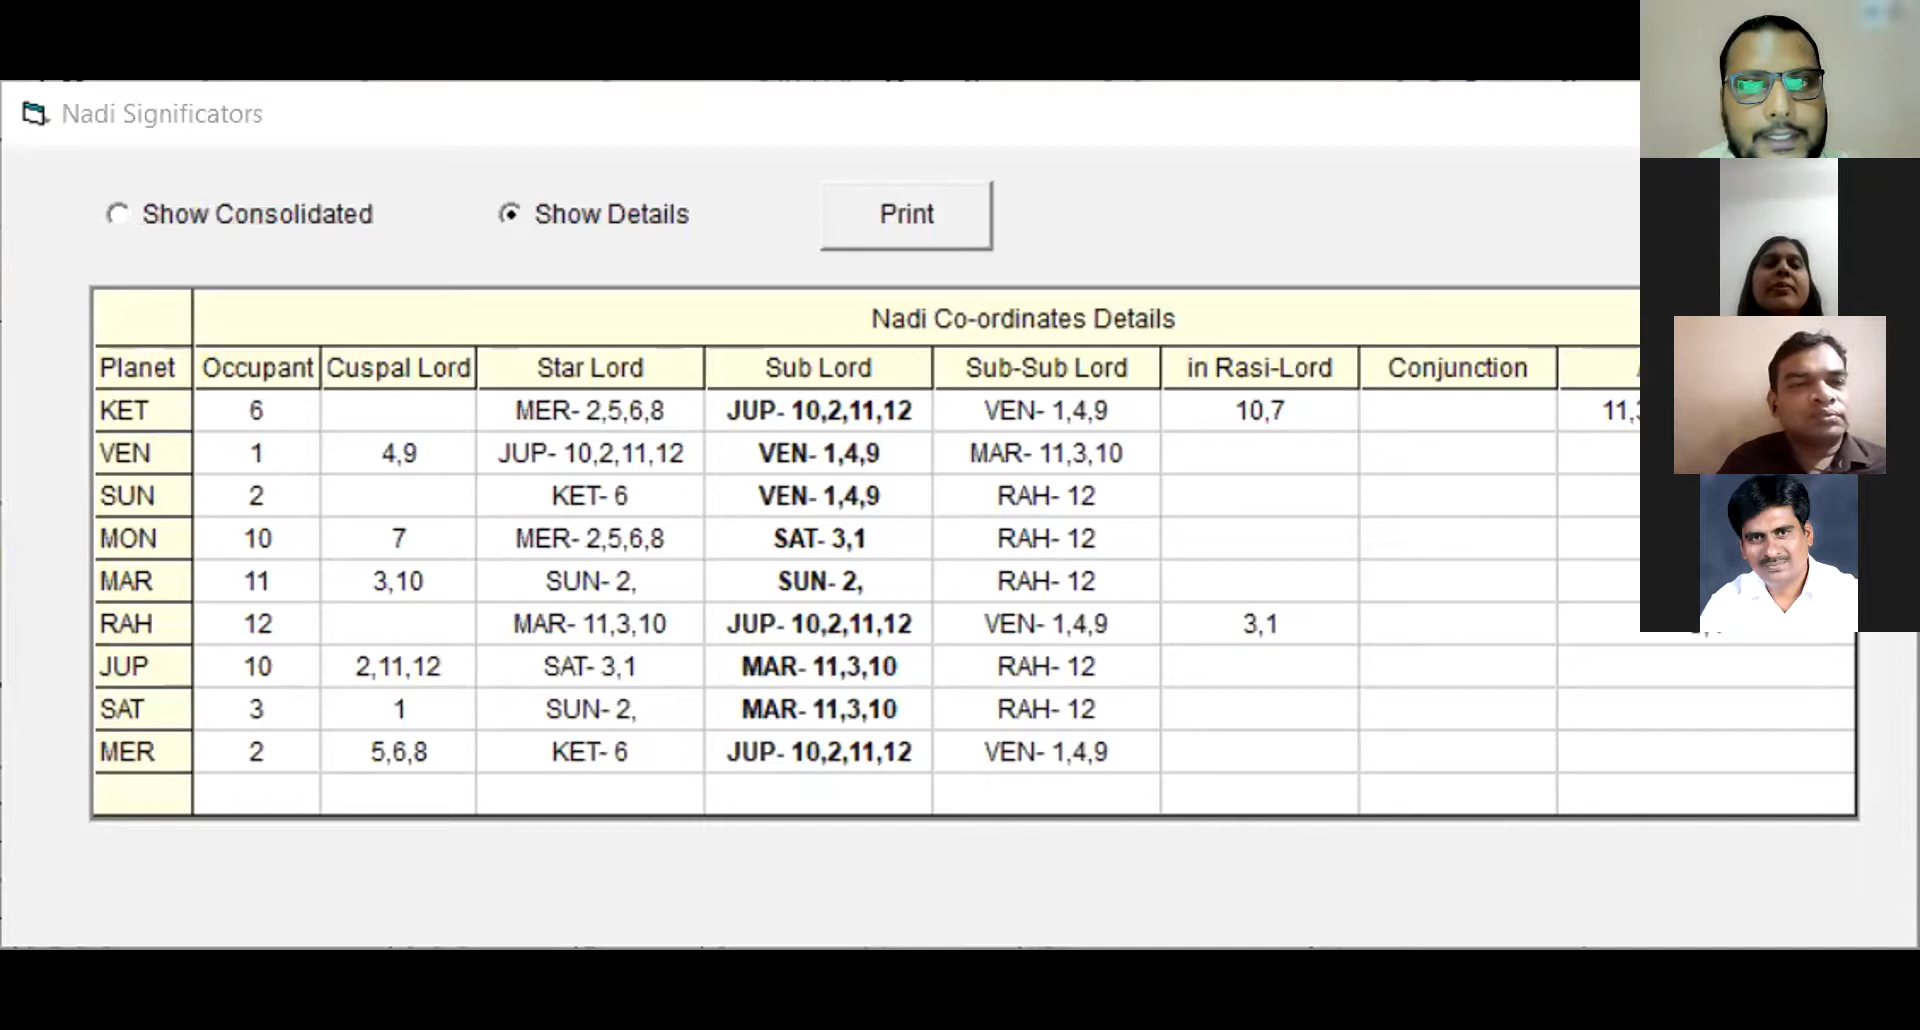 Nadi Significators
Show Consolidated Show Details Print
Nadi Co-ordinates Details
Planet Occupant Cuspal Lord Star Lord Sub Lord Sub-Sub Lord in Rasi-Lord Conjunction
KET 6 MER- 2,5,6,8 JUP- 10,2,11,12 VEN- 1,4,9 10,7
VEN 1 4,9 JUP- 10,2,11,12 VEN- 1,4,9 MAR- 11,3,10
SUN 2 KET- 6 VEN- 1,4,9 RAH- 12
MON 10 7 MER- 2,5,6,8 SAT- 3,1 RAH- 12
MAR 11 3,10 SUN- 2, SUN- 2, RAH- 12
RAH 12 MAR- 11,3,10 JUP- 10,2,11,12 VEN- 1,4,9 3,1
JUP 10 2,11,12 SAT- 3,1 MAR- 11,3,10 RAH- 12
SAT 3 1 SUN- 2, MAR- 11,3,10 RAH- 12
MER 2 5,6,8 KET- 6 JUP- 10,2,11,12 VEN- 1,4,9